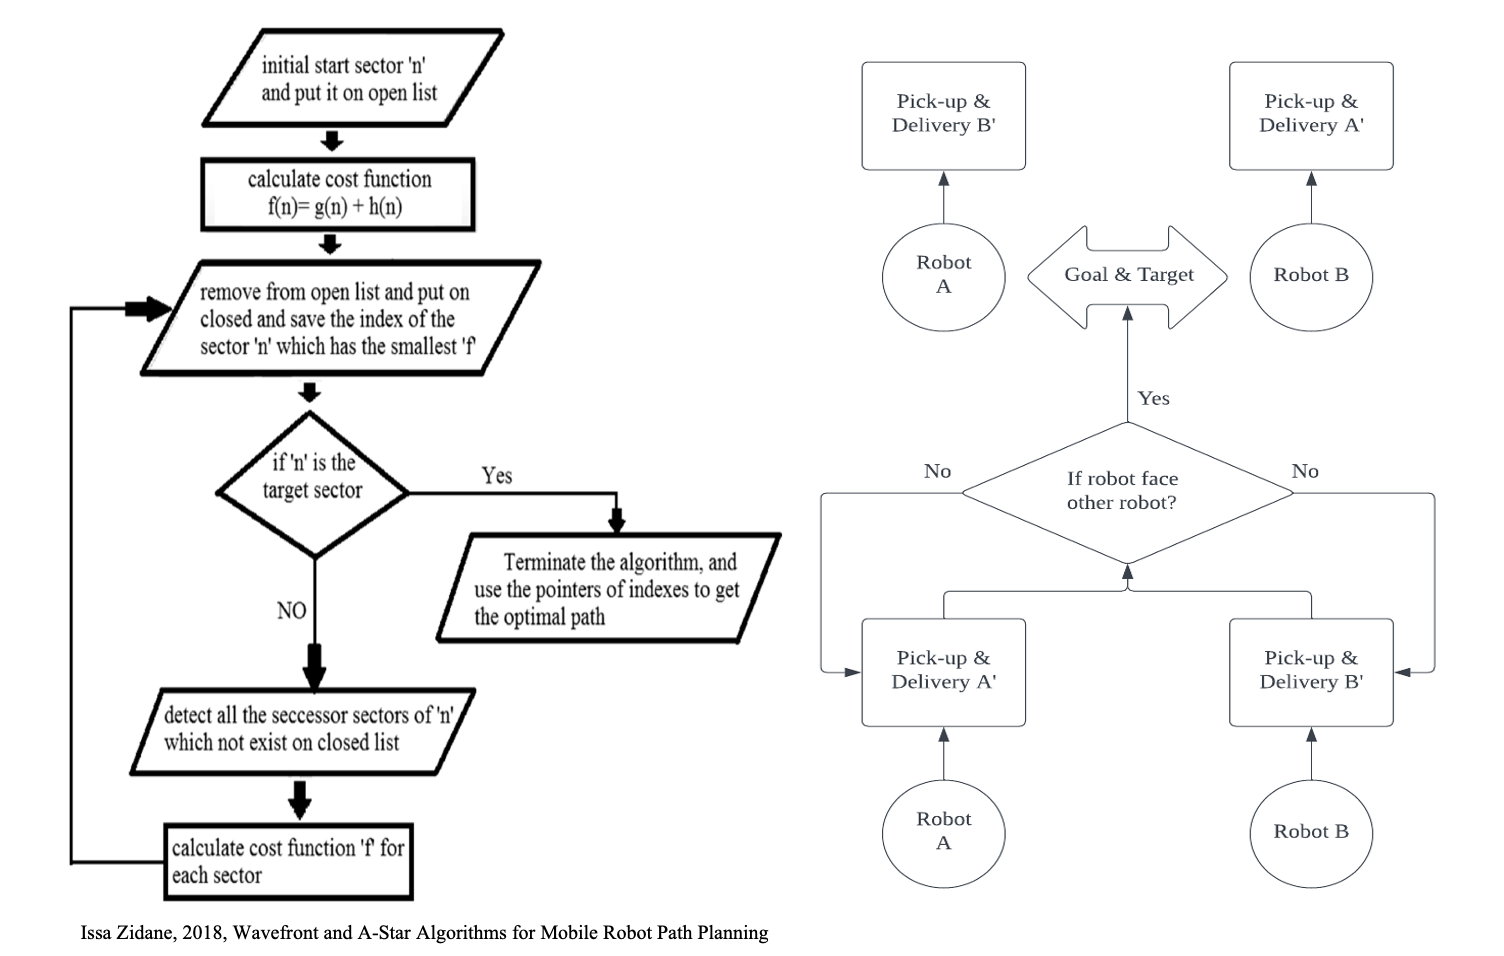 initial start sector 'n'
and put it on open list
calculate cost function
f(n)= g(n) + h(n)
remove from open list and put on
closed and save the index of the
sector 'n' which has the smallest 'f'
if 'n' is the
target sector
Yes
Terminate the algorithm, and
use the pointers of indexes to get
the optimal path
NO
detect all the seccessor sectors of 'n'
which not exist on closed list
calculate cost function 'f' for
each sector
Issa Zidane, 2018, Wavefront and A-Star Algorithms for Mobile Robot Path Planning
Pick-up &
Delivery B'
Pick-up &
Delivery A'
Robot
A
Goal & Target
Robot B
Yes
No
If robot face
other robot?
No
Pick-up &
Delivery A'
Pick-up &
Delivery B'
Robot
A
Robot B